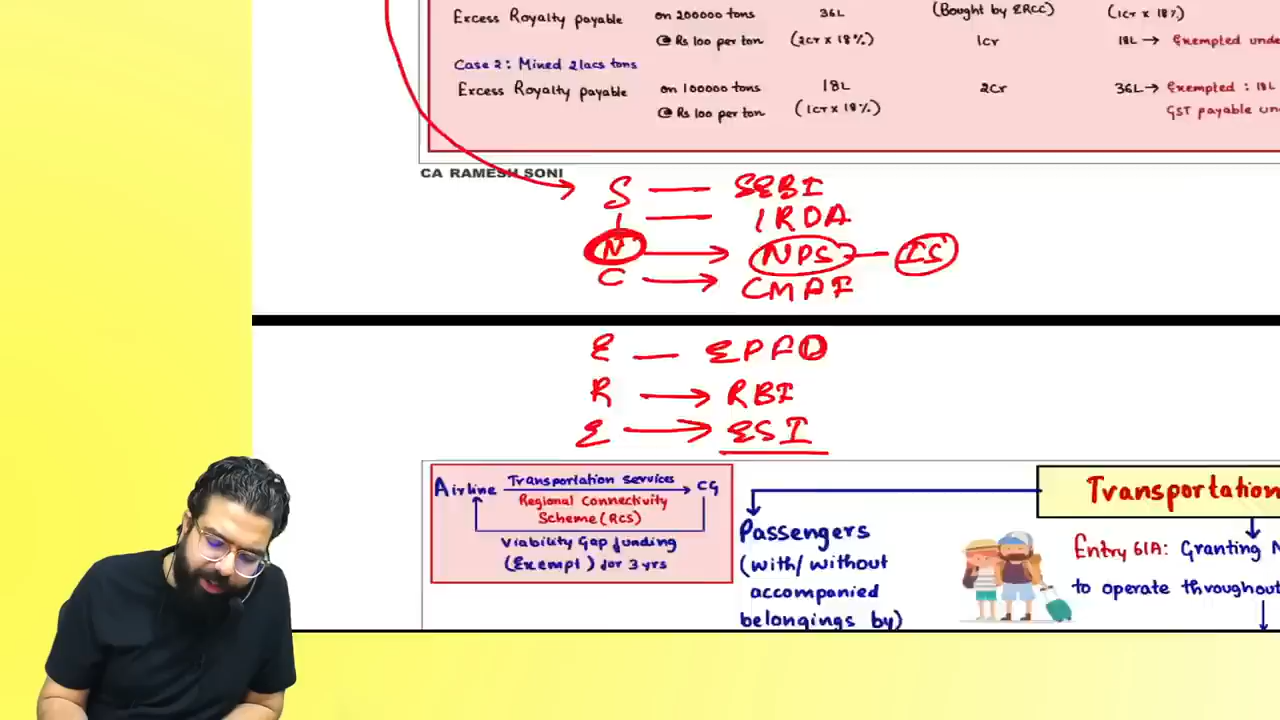 Excess Royalty payable on 200000 tons 36L (Bought by ERCC) (1Cr x 18%)
@ Rs 100 per ton (2cr x 18%) 1cr 18L → Exempted unde
Case 2: Mined 2lacs tons
Excess Royalty payable on 100000 tons 18L 2Cr 36L → Exempted : 18L
@ Rs 100 per ton (1cr x 18%) GST payable un
CA RAMESH SONI
S — SEBI
I — IRDA
N → NPS — IS
C →
E — EPFO
R → RBI
E → ESI
Airline Transportation Services CG
Regional Connectivity
Scheme (RCS)
Viability Gap funding
(Exempt) for 3 yrs
Passengers
(with/ without
accompanied
belongings by)
Transportation
Entry 61A: Granting N
to operate throughout